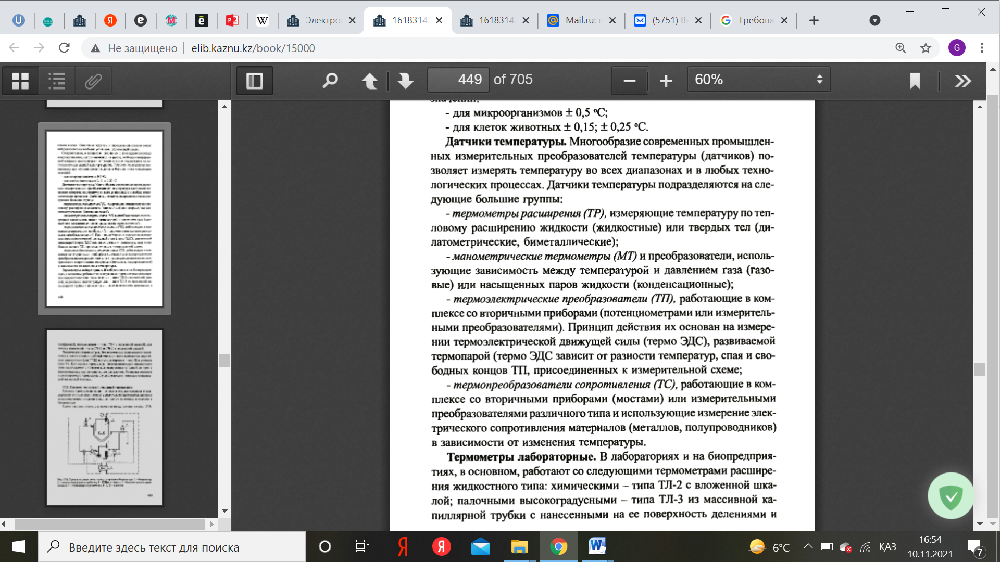 Электро
1618314
1618314
Mail.ru: п
(5751) Вх
Требова
Не защищено
elib.kaznu.kz/book/15000
449 of 705
60%
значений:
- для микроорганизмов ± 0,5 °C;
- для клеток животных ± 0,15; ± 0,25 °C.
Датчики температуры. Многообразие современных промышлен-
ных измерительных преобразователей температуры (датчиков) по-
зволяет измерять температуру во всех диапазонах и в любых техно-
логических процессах. Датчики температуры подразделяются на сле-
дующие большие группы:
- термометры расширения (ТР), измеряющие температуру по теп-
ловому расширению жидкости (жидкостные) или твердых тел (ди-
латометрические, биметаллические);
- манометрические термометры (МТ) и преобразователи, исполь-
зующие зависимость между температурой и давлением газа (газо-
вые) или насыщенных паров жидкости (конденсационные);
- термоэлектрические преобразователи (ТП), работающие в ком-
плексе со вторичными приборами (потенциометрами или измеритель-
ными преобразователями). Принцип действия их основан на измере-
нии термоэлектрической движущей силы (термо ЭДС), развиваемой
термопарой (термо ЭДС зависит от разности температур, спая и сво-
бодных концов ТП, присоединенных к измерительной схеме;
- термопреобразователи сопротивления (ТС), работающие в ком-
плексе со вторичными приборами (мостами) или измерительными
преобразователями различного типа и использующие измерение элек-
трического сопротивления материалов (металлов, полупроводников)
в зависимости от изменения температуры.
Термометры лабораторные. В лабораториях и на биопредприя-
тиях, в основном, работают со следующими термометрами расшире-
ния жидкостного типа: химическими – типа ТЛ-2 с вложенной шка-
лой; палочными высокоградусными – типа ТЛ-3 из массивной ка-
пиллярной трубки с нанесенными на ее поверхность делениями и
Введите здесь текст для поиска
6°C
ҚАЗ
16:54
10.11.2021
7